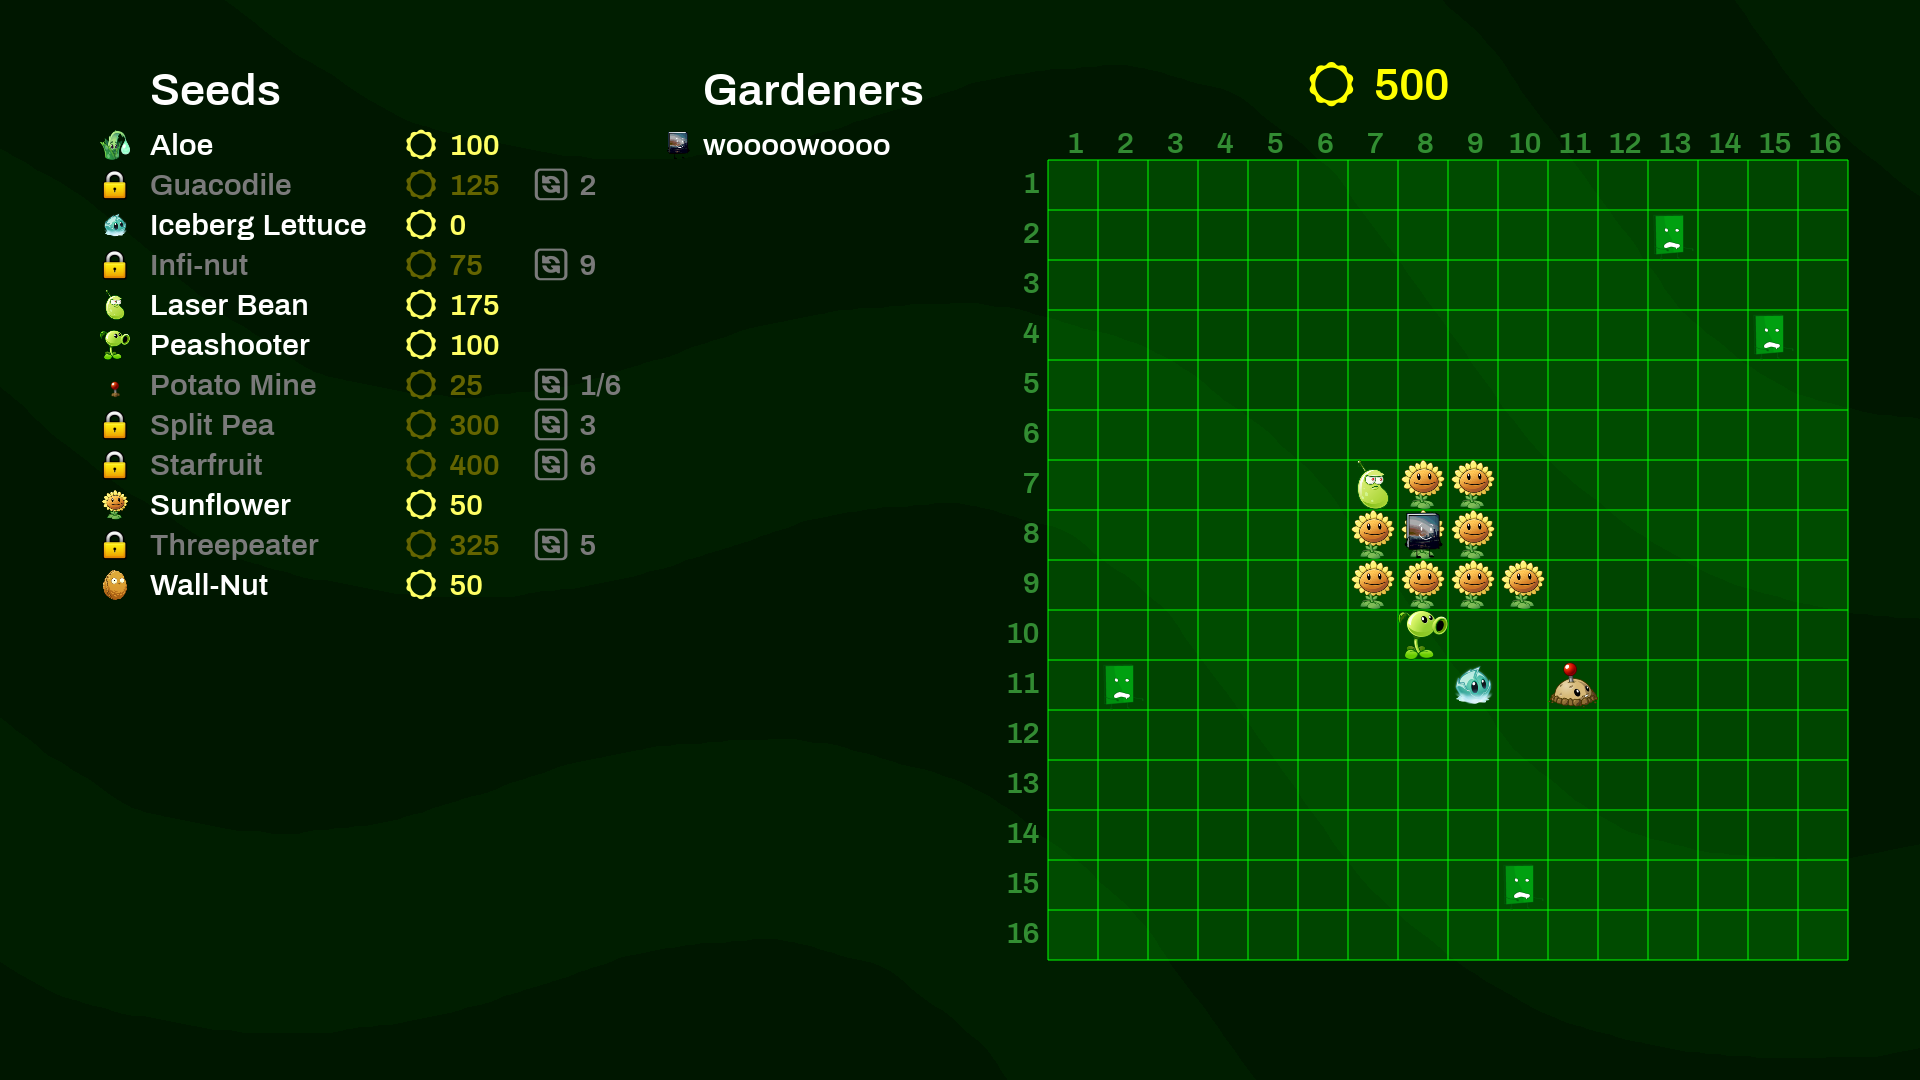 Seeds
Aloe 100
Guacodile 125 2
Iceberg Lettuce 0
Infi-nut 75 9
Laser Bean 175
Peashooter 100
Potato Mine 25 1/6
Split Pea 300 3
Starfruit 400 6
Sunflower 50
Threepeater 325 5
Wall-Nut 50
Gardeners
woooowoooo
500
1 2 3 4 5 6 7 8 9 10 11 12 13 14 15 16
1
2
3
4
5
6
7
8
9
10
11
12
13
14
15
16